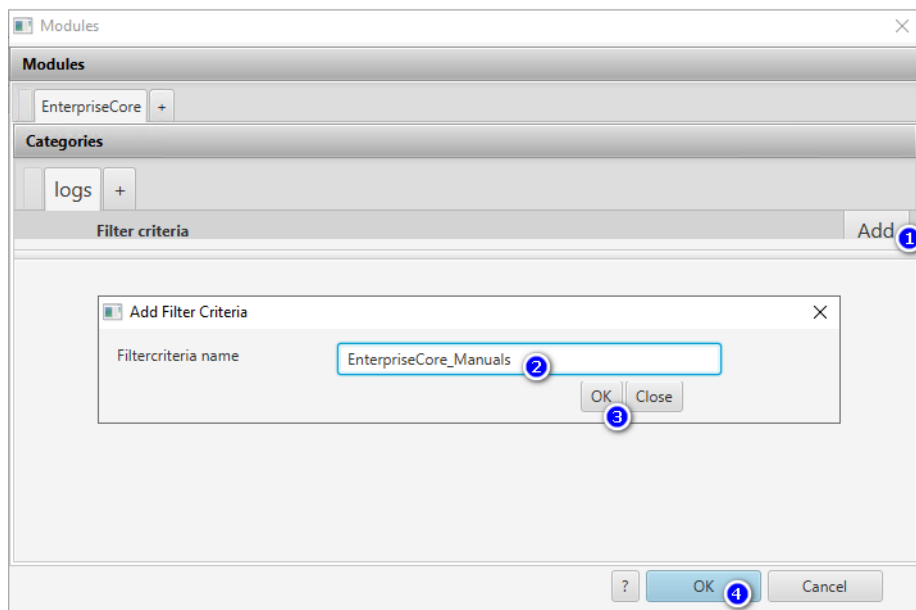 Modules
Modules
EnterpriseCore +
Categories
logs +
Filter criteria Add 1
Add Filter Criteria
Filtercriteria name EnterpriseCore_Manuals 2
OK Close
3
? OK 4 Cancel